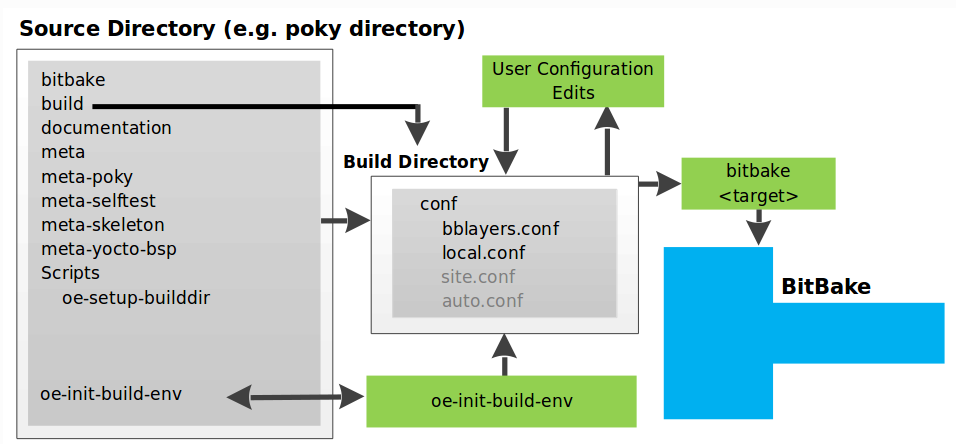 Source Directory (e.g. poky directory)
bitbake
build
documentation
meta
meta-poky
meta-selftest
meta-skeleton
meta-yocto-bsp
Scripts
oe-setup-builddir
oe-init-build-env
User Configuration
Edits
Build Directory
conf
bblayers.conf
local.conf
site.conf
auto.conf
oe-init-build-env
bitbake
<target>
BitBake